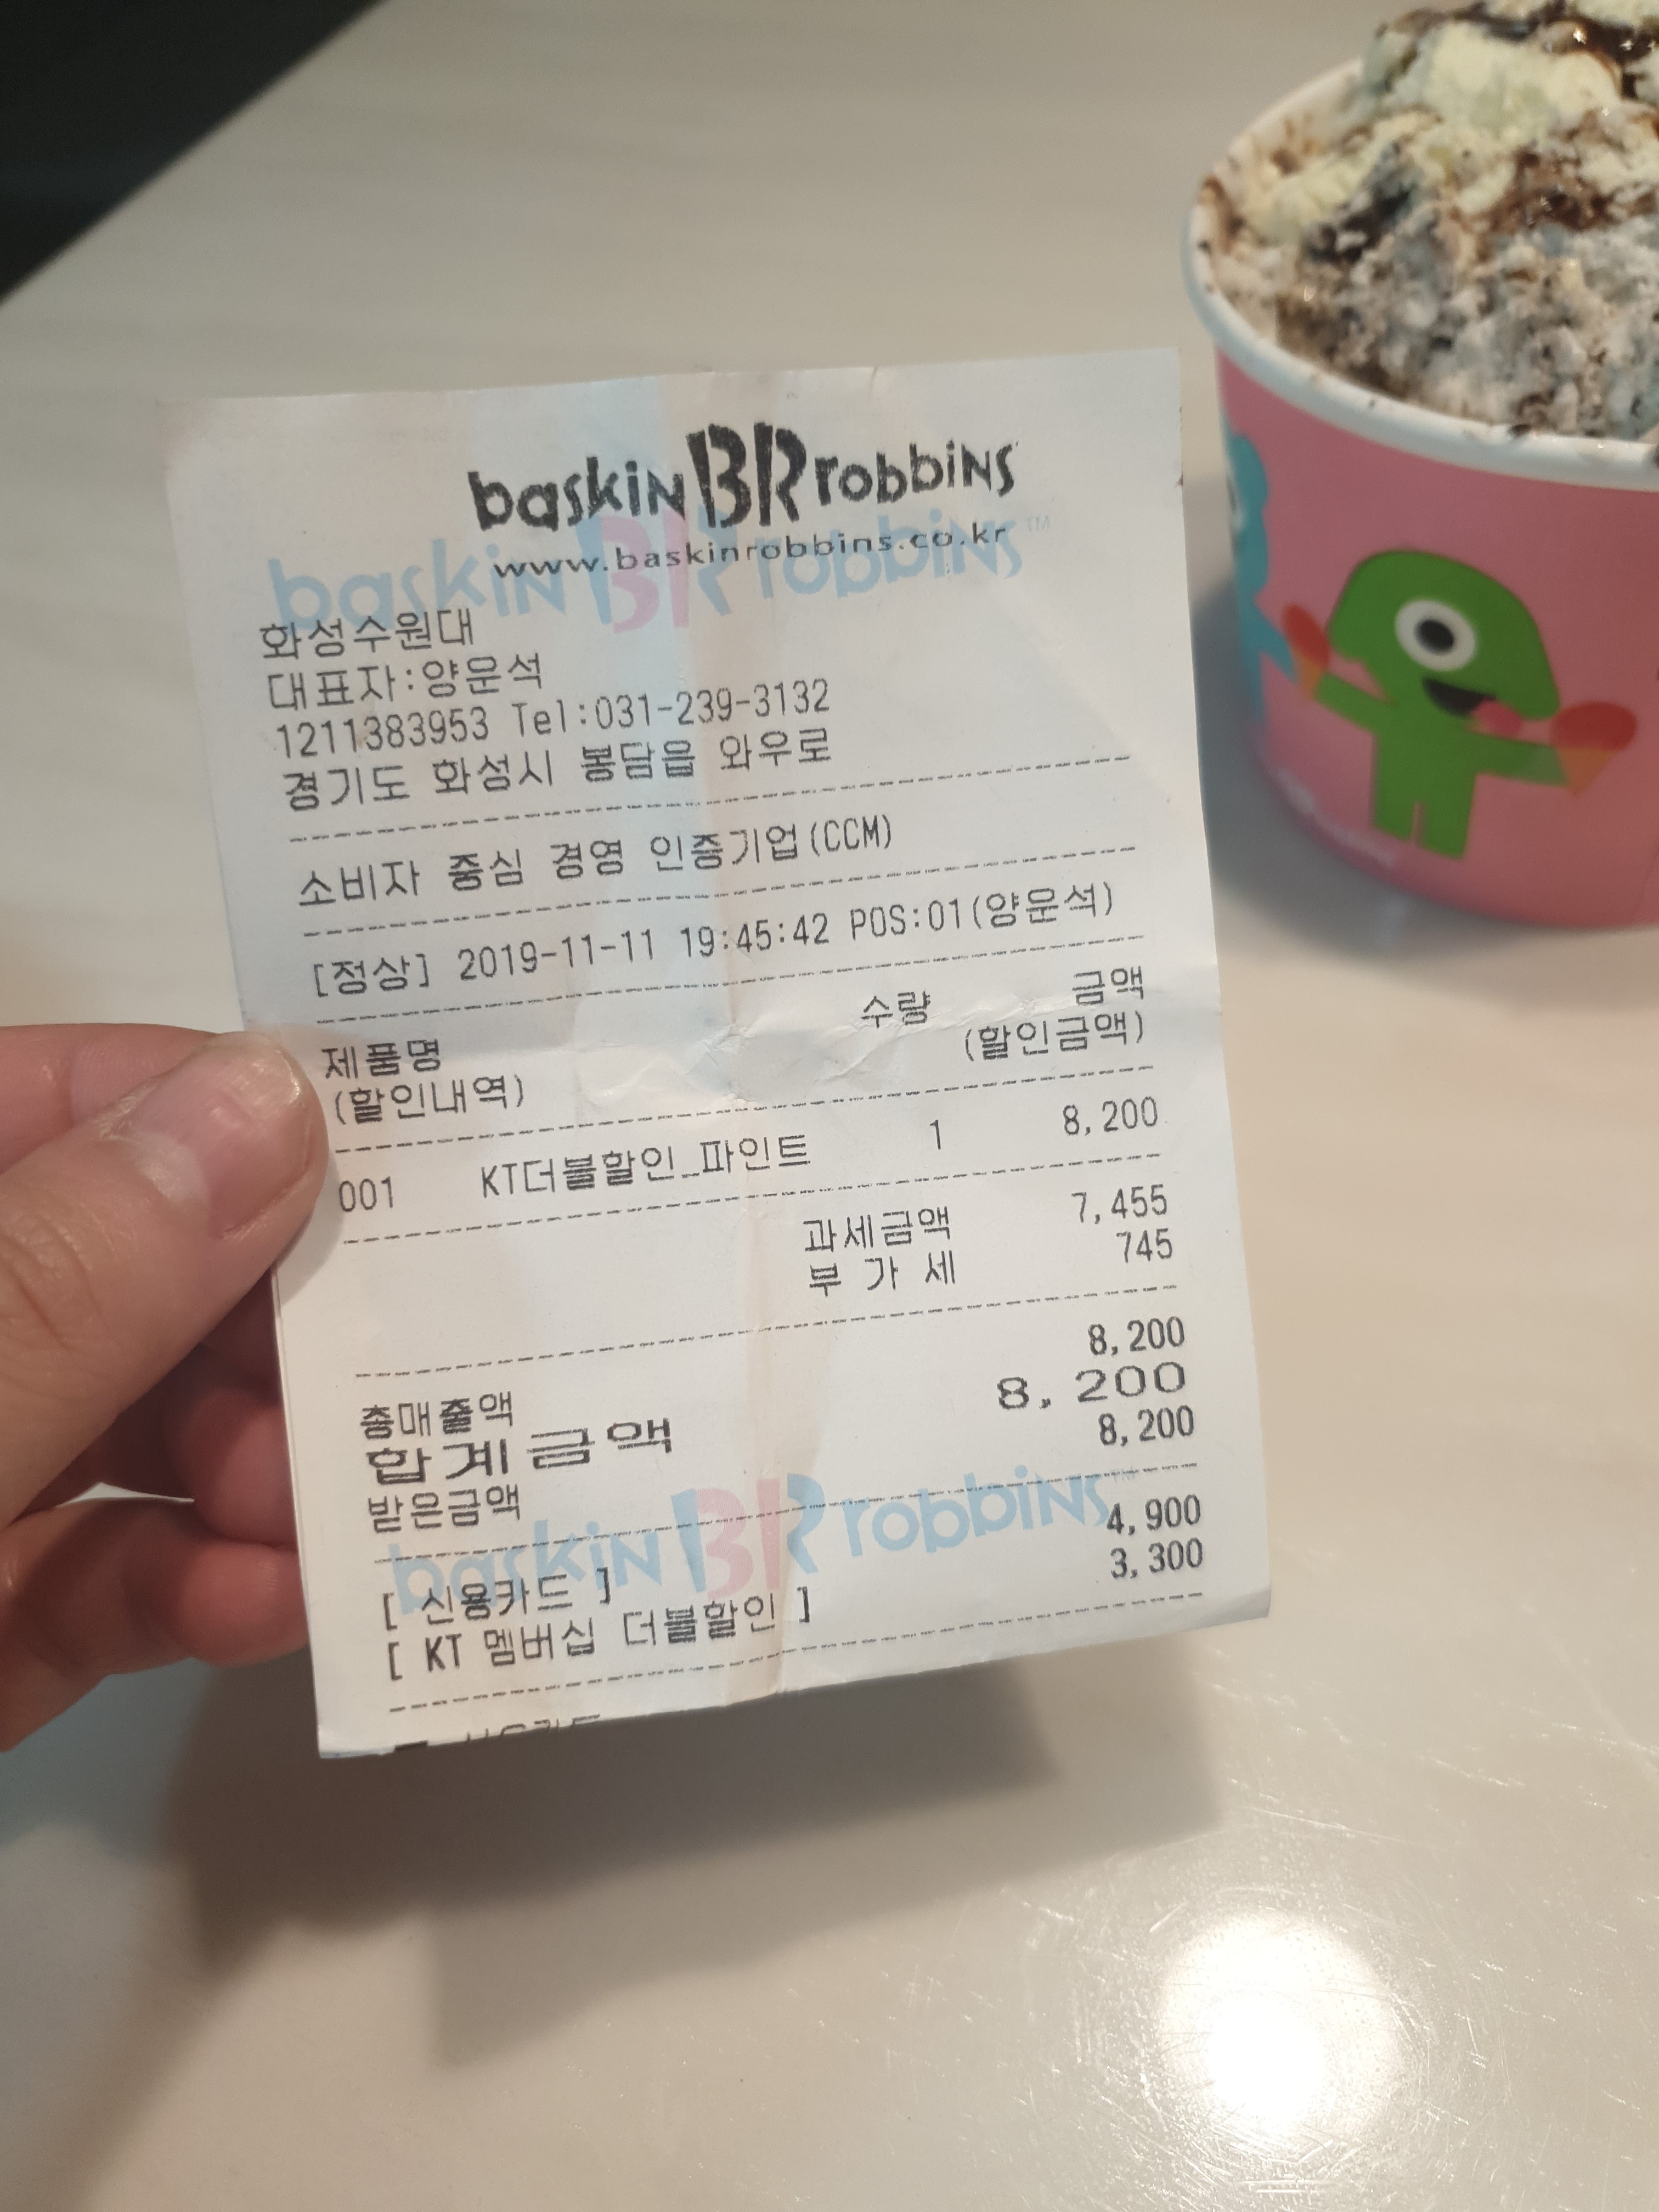 baskin BR robbins
www.baskinrobbins.co.kr
baskin BR robbins™
화성수원대
대표자:양운석
1211383953 Tel:031-239-3132
경기도 화성시 봉담읍 와우로
소비자 중심 경영 인증기업(CCM)
[정상] 2019-11-11 19:45:42 POS:01(양운석)
제품명 수량 금액
(할인내역) (할인금액)
001 KT더블할인_파인트 1 8,200
과세금액 7,455
부 가 세 745
총매출액 8,200
합계금액 8,200
받은금액 8,200
baskin BR robbins™
[ 신용카드 ] 4,900
[ KT 멤버십 더블할인 ] 3,300